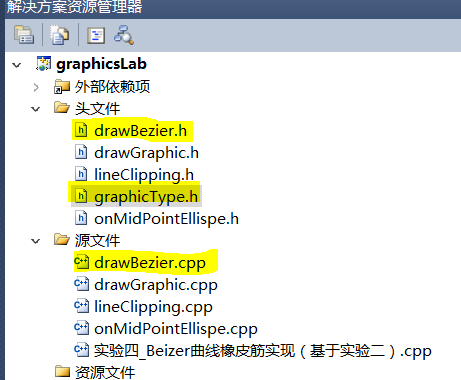 解决方案资源管理器
graphicsLab
外部依赖项
头文件
drawBezier.h
drawGraphic.h
lineClipping.h
graphicType.h
onMidPointEllispe.h
源文件
drawBezier.cpp
drawGraphic.cpp
lineClipping.cpp
onMidPointEllispe.cpp
实验四_Beizer曲线橡皮筋实现（基于实验二）.cpp
资源文件